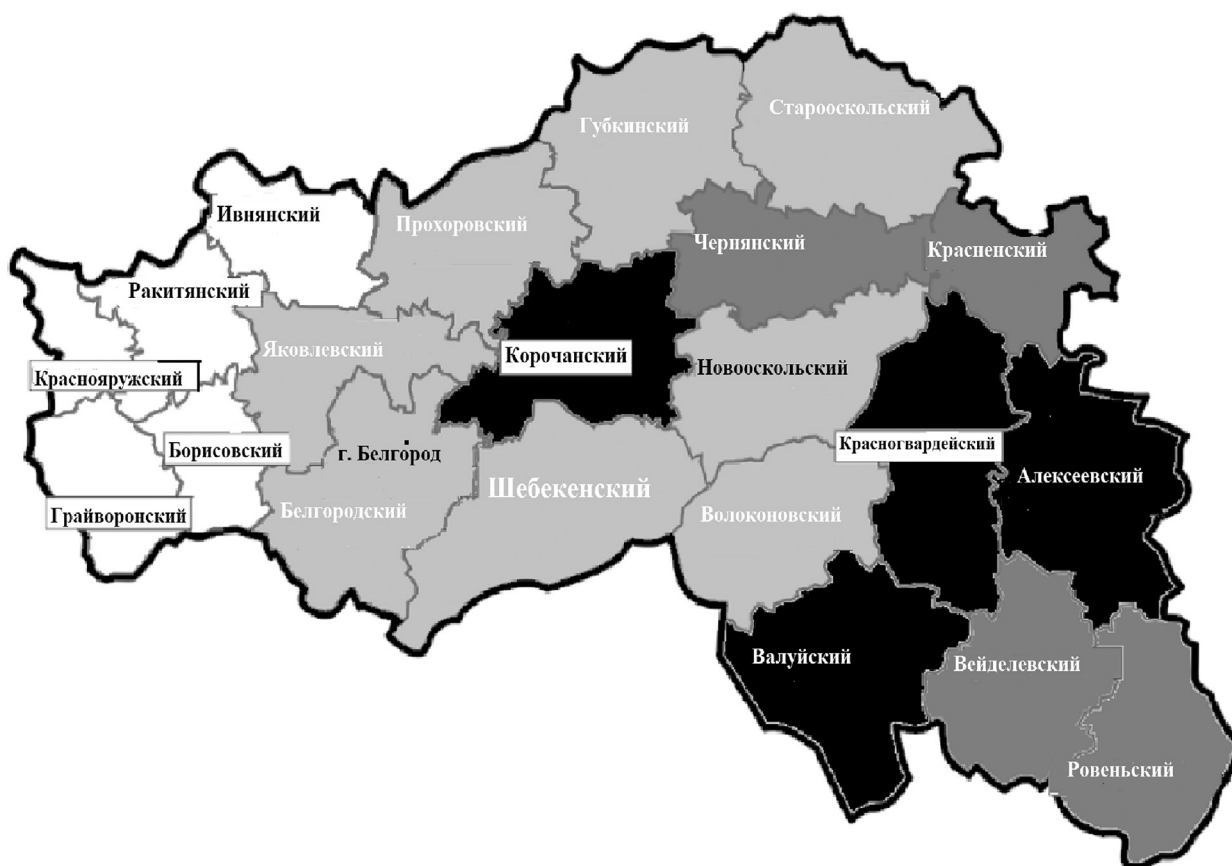 Старооскольский
Губкинский
Ивнянский
Прохоровский
Чернянский
Красненский
Ракитянский
Яковлевский
Корочанский
Новооскольский
Краснояружский
Борисовский
г. Белгород
Красногвардейский
Шебекенский
Алексеевский
Грайворонский
Белгородский
Волоконовский
Валуйский
Вейделевский
Ровеньский